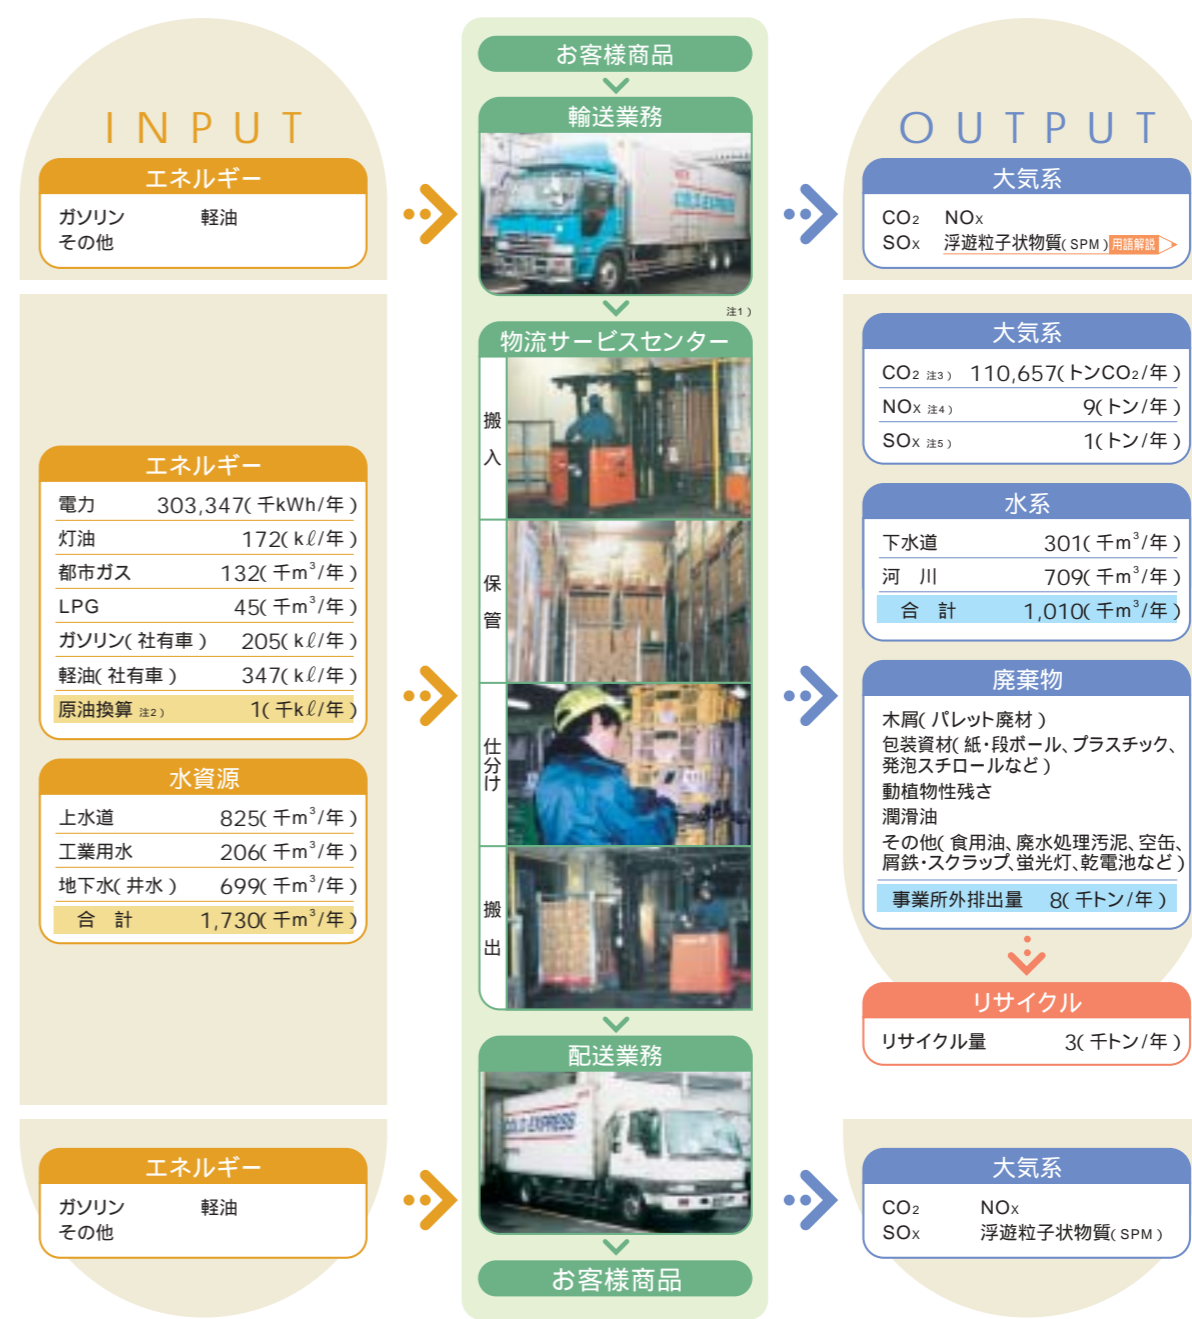 INPUT
エネルギー
ガソリン 軽油
その他
エネルギー
電力 303,347(千kWh/年)
灯油 172(kℓ/年)
都市ガス 132(千m³/年)
LPG 45(千m³/年)
ガソリン(社有車) 205(kℓ/年)
軽油(社有車) 347(kℓ/年)
原油換算 注2) 1(千kℓ/年)
水資源
上水道 825(千m³/年)
工業用水 206(千m³/年)
地下水(井水) 699(千m³/年)
合計 1,730(千m³/年)
エネルギー
ガソリン 軽油
その他
お客様商品
輸送業務
COLD EXPRESS
注1)
物流サービスセンター
搬入
保管
仕分け
搬出
配送業務
COLD EXPRESS
お客様商品
OUTPUT
大気系
CO₂ NOx
SOx 浮遊粒子状物質(SPM) 用語解説
大気系
CO₂ 注3) 110,657(トンCO₂/年)
NOx 注4) 9(トン/年)
SOx 注5) 1(トン/年)
水系
下水道 301(千m³/年)
河川 709(千m³/年)
合計 1,010(千m³/年)
廃棄物
木屑(パレット廃材)
包装資材(紙・段ボール、プラスチック、
発泡スチロールなど)
動植物性残さ
潤滑油
その他(食用油、廃水処理汚泥、空缶、
屑鉄・スクラップ、蛍光灯、乾電池など)
事業所外排出量 8(千トン/年)
リサイクル
リサイクル量 3(千トン/年)
大気系
CO₂ NOx
SOx 浮遊粒子状物質(SPM)